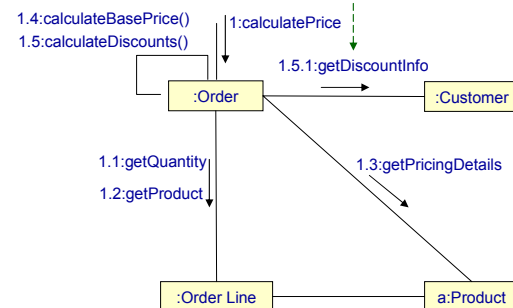 1.4:calculateBasePrice()
1:calculatePrice
1.5:calculateDiscounts()
1.5.1:getDiscountInfo
:Order
:Customer
1.1:getQuantity
1.3:getPricingDetails
1.2:getProduct
:Order Line
a:Product